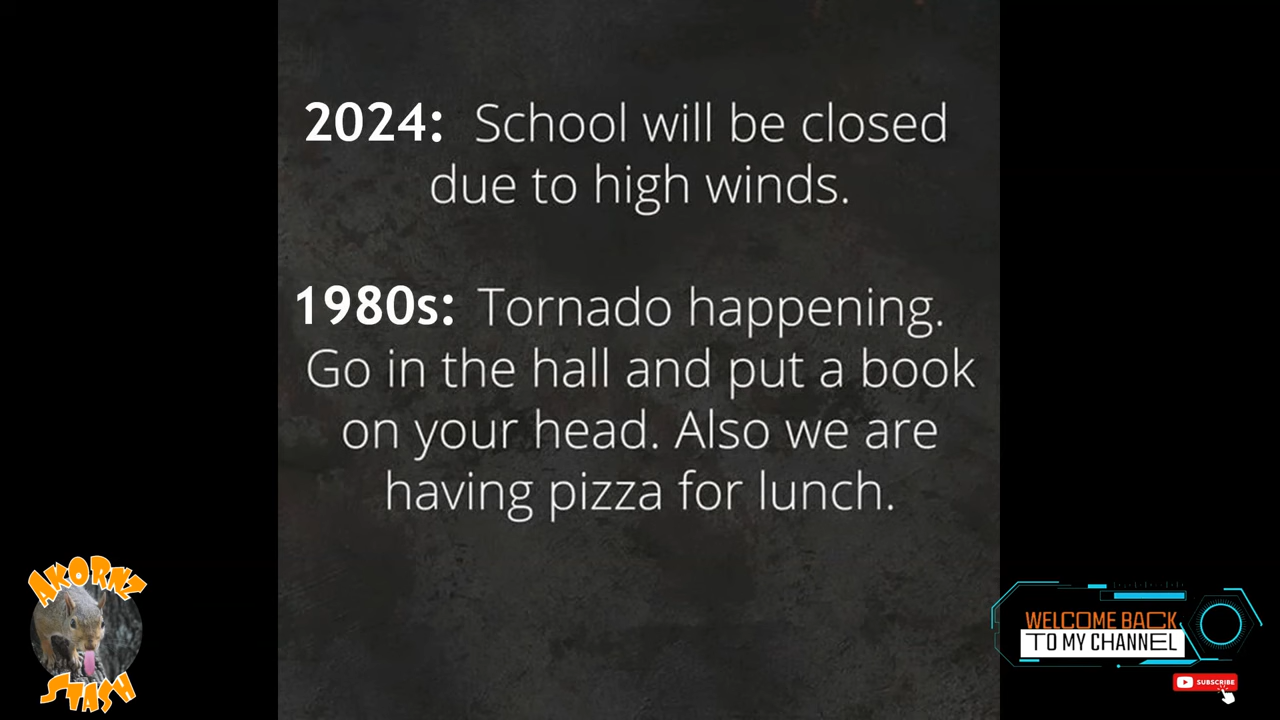 2024: School will be closed
due to high winds.
1980s: Tornado happening.
Go in the hall and put a book
on your head. Also we are
having pizza for lunch.
AKORNZ
STASH
WELCOME BACK
TO MY CHANNEL
SUBSCRIBE